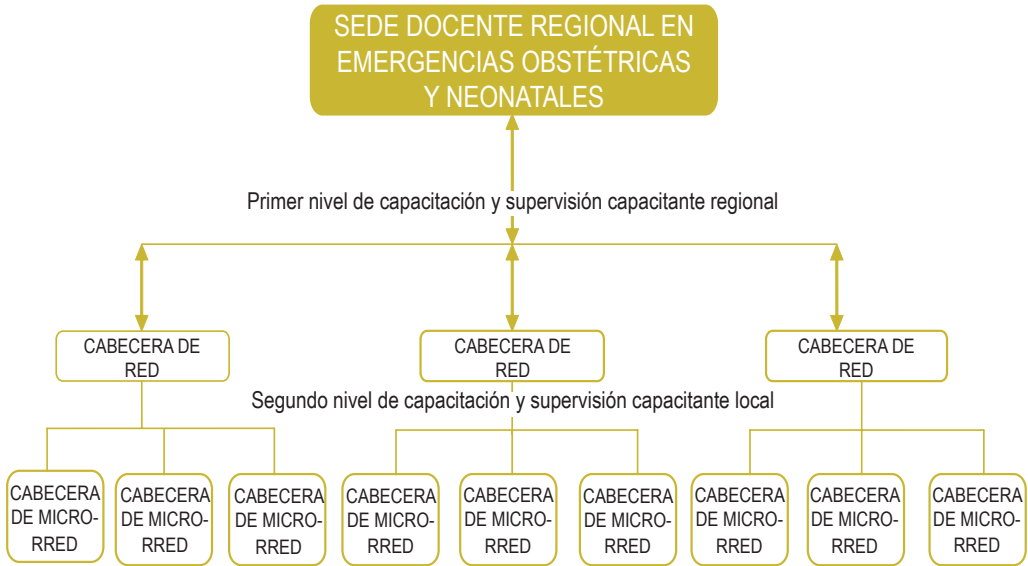 SEDE DOCENTE REGIONAL EN
EMERGENCIAS OBSTÉTRICAS
Y NEONATALES
Primer nivel de capacitación y supervisión capacitante regional
CABECERA DE
RED
CABECERA DE
RED
CABECERA DE
RED
Segundo nivel de capacitación y supervisión capacitante local
CABECERA
DE MICRO-
RRED
CABECERA
DE MICRO-
RRED
CABECERA
DE MICRO-
RRED
CABECERA
DE MICRO-
RRED
CABECERA
DE MICRO-
RRED
CABECERA
DE MICRO-
RRED
CABECERA
DE MICRO-
RRED
CABECERA
DE MICRO-
RRED
CABECERA
DE MICRO-
RRED